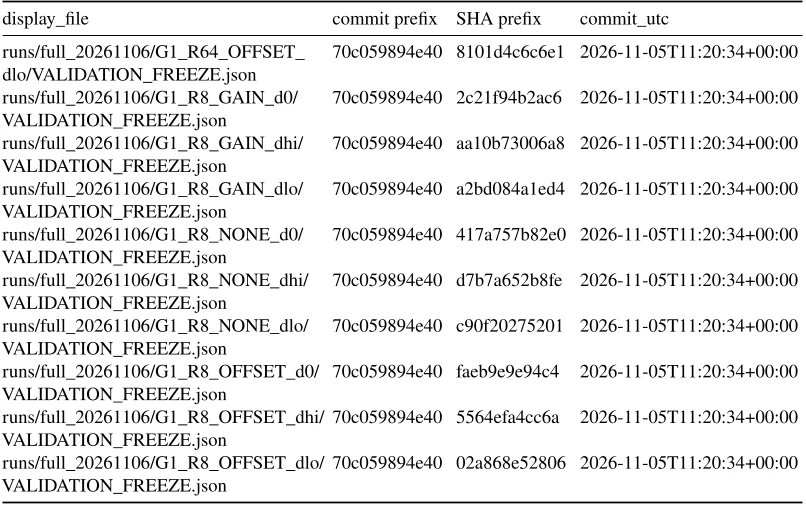 display_file commit prefix SHA prefix commit_utc
runs/full_20261106/G1_R64_OFFSET_ 70c059894e40 8101d4c6c6e1 2026-11-05T11:20:34+00:00
dlo/VALIDATION_FREEZE.json
runs/full_20261106/G1_R8_GAIN_d0/ 70c059894e40 2c21f94b2ac6 2026-11-05T11:20:34+00:00
VALIDATION_FREEZE.json
runs/full_20261106/G1_R8_GAIN_dhi/ 70c059894e40 aa10b73006a8 2026-11-05T11:20:34+00:00
VALIDATION_FREEZE.json
runs/full_20261106/G1_R8_GAIN_dlo/ 70c059894e40 a2bd084a1ed4 2026-11-05T11:20:34+00:00
VALIDATION_FREEZE.json
runs/full_20261106/G1_R8_NONE_d0/ 70c059894e40 417a757b82e0 2026-11-05T11:20:34+00:00
VALIDATION_FREEZE.json
runs/full_20261106/G1_R8_NONE_dhi/ 70c059894e40 d7b7a652b8fe 2026-11-05T11:20:34+00:00
VALIDATION_FREEZE.json
runs/full_20261106/G1_R8_NONE_dlo/ 70c059894e40 c90f20275201 2026-11-05T11:20:34+00:00
VALIDATION_FREEZE.json
runs/full_20261106/G1_R8_OFFSET_d0/ 70c059894e40 faeb9e9e94c4 2026-11-05T11:20:34+00:00
VALIDATION_FREEZE.json
runs/full_20261106/G1_R8_OFFSET_dhi/ 70c059894e40 5564efa4cc6a 2026-11-05T11:20:34+00:00
VALIDATION_FREEZE.json
runs/full_20261106/G1_R8_OFFSET_dlo/ 70c059894e40 02a868e52806 2026-11-05T11:20:34+00:00
VALIDATION_FREEZE.json